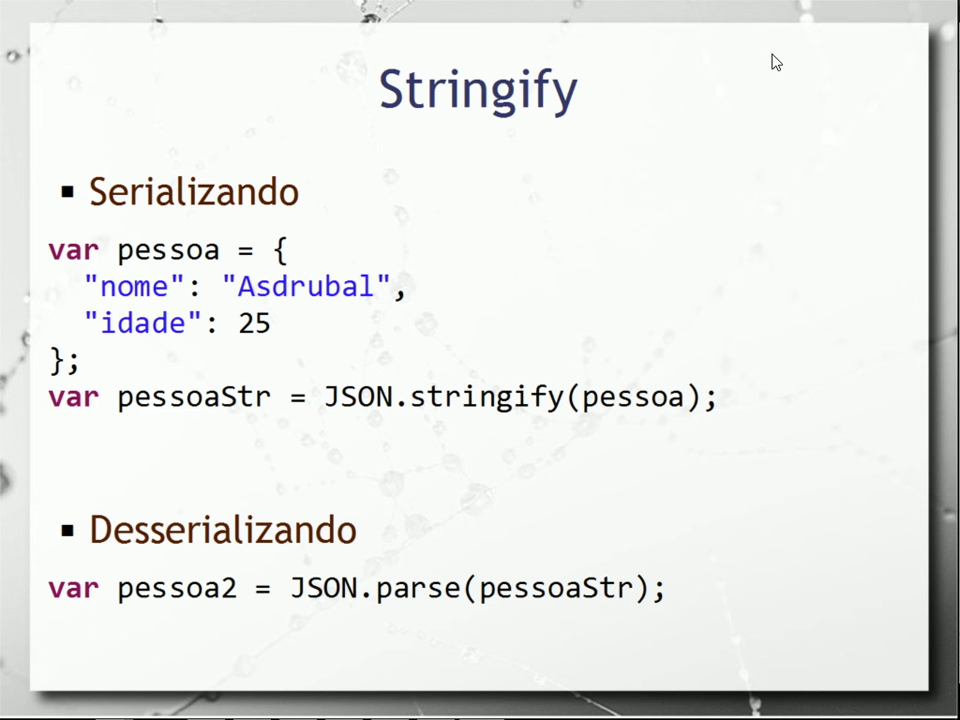 Stringify
▪ Serializando
var pessoa = {
  "nome": "Asdrubal",
  "idade": 25
};
var pessoaStr = JSON.stringify(pessoa);
▪ Desserializando
var pessoa2 = JSON.parse(pessoaStr);